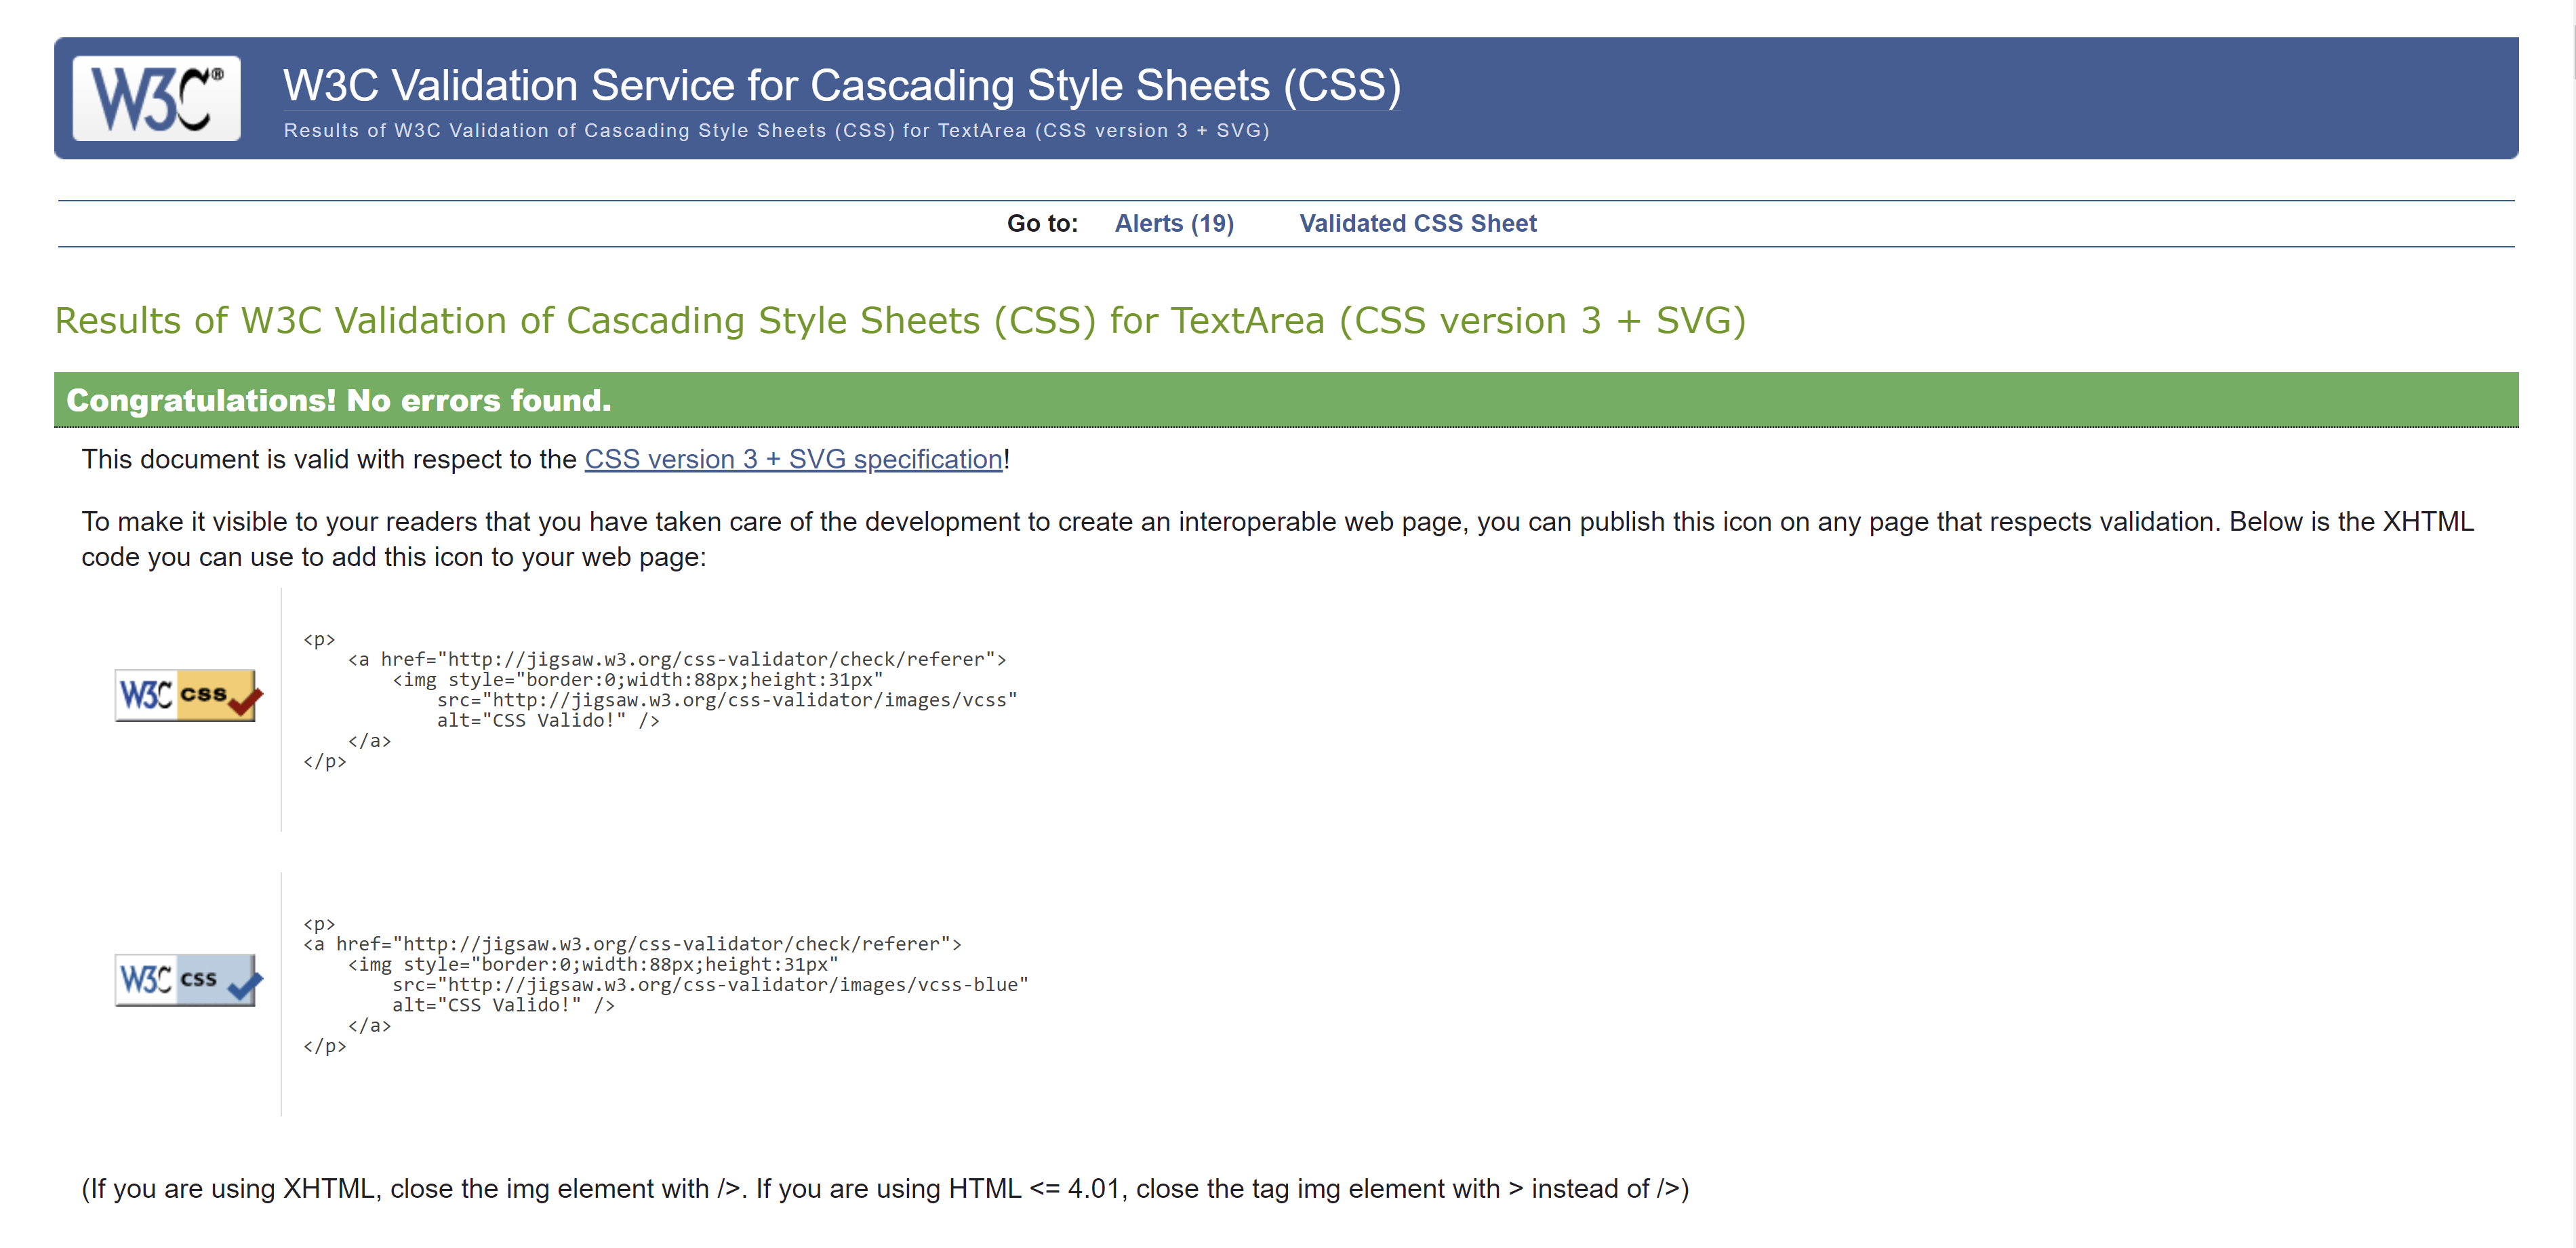 W3C®
W3C Validation Service for Cascading Style Sheets (CSS)
Results of W3C Validation of Cascading Style Sheets (CSS) for TextArea (CSS version 3 + SVG)
Go to: Alerts (19) Validated CSS Sheet
Results of W3C Validation of Cascading Style Sheets (CSS) for TextArea (CSS version 3 + SVG)
Congratulations! No errors found.
This document is valid with respect to the CSS version 3 + SVG specification!
To make it visible to your readers that you have taken care of the development to create an interoperable web page, you can publish this icon on any page that respects validation. Below is the XHTML
code you can use to add this icon to your web page:
W3C css
<p>
<a href="http://jigsaw.w3.org/css-validator/check/referer">
<img style="border:0;width:88px;height:31px"
src="http://jigsaw.w3.org/css-validator/images/vcss"
alt="CSS Valido!" />
</a>
</p>
W3C css
<p>
<a href="http://jigsaw.w3.org/css-validator/check/referer">
<img style="border:0;width:88px;height:31px"
src="http://jigsaw.w3.org/css-validator/images/vcss-blue"
alt="CSS Valido!" />
</a>
</p>
(If you are using XHTML, close the img element with />. If you are using HTML <= 4.01, close the tag img element with > instead of />)